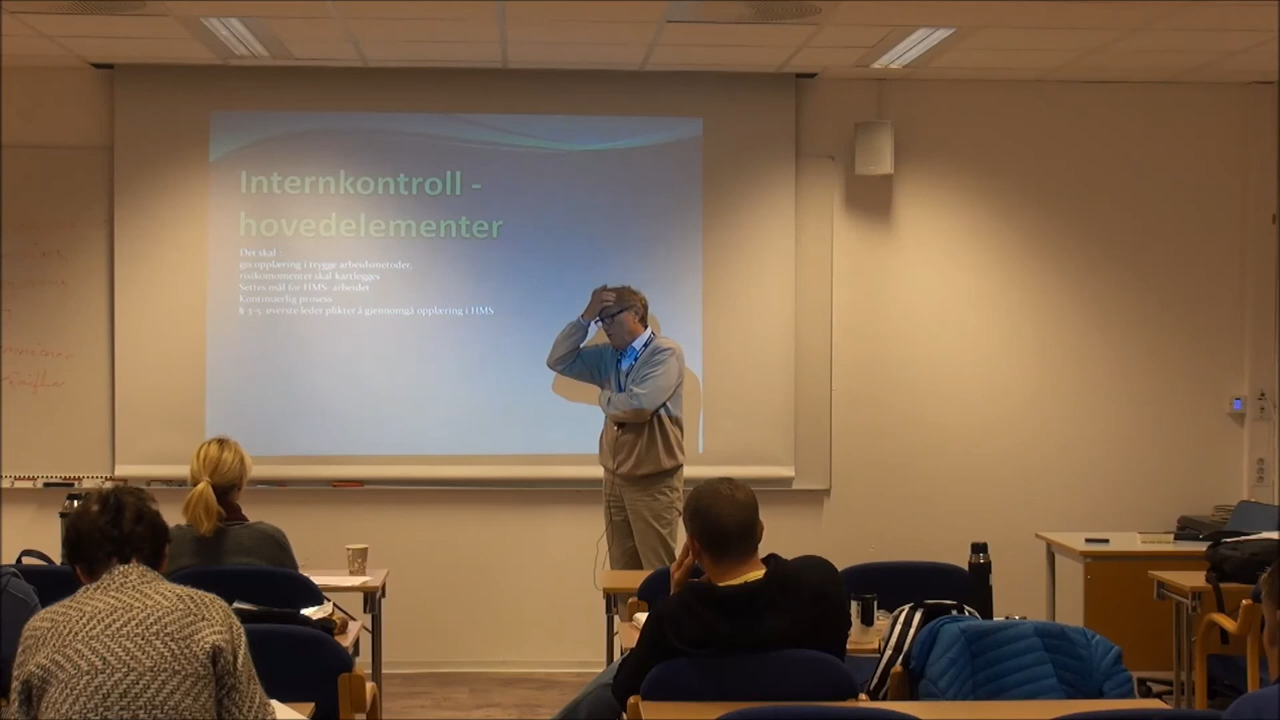 Internkontroll -
hovedelementer
Det skal :
gis opplæring i trygge arbeidsmetoder,
risikomomenter skal kartlegges
Settes mål for HMS- arbeidet
Kontinuerlig prosess
§ 3-5 øverste leder plikter å gjennomgå opplæring i HMS